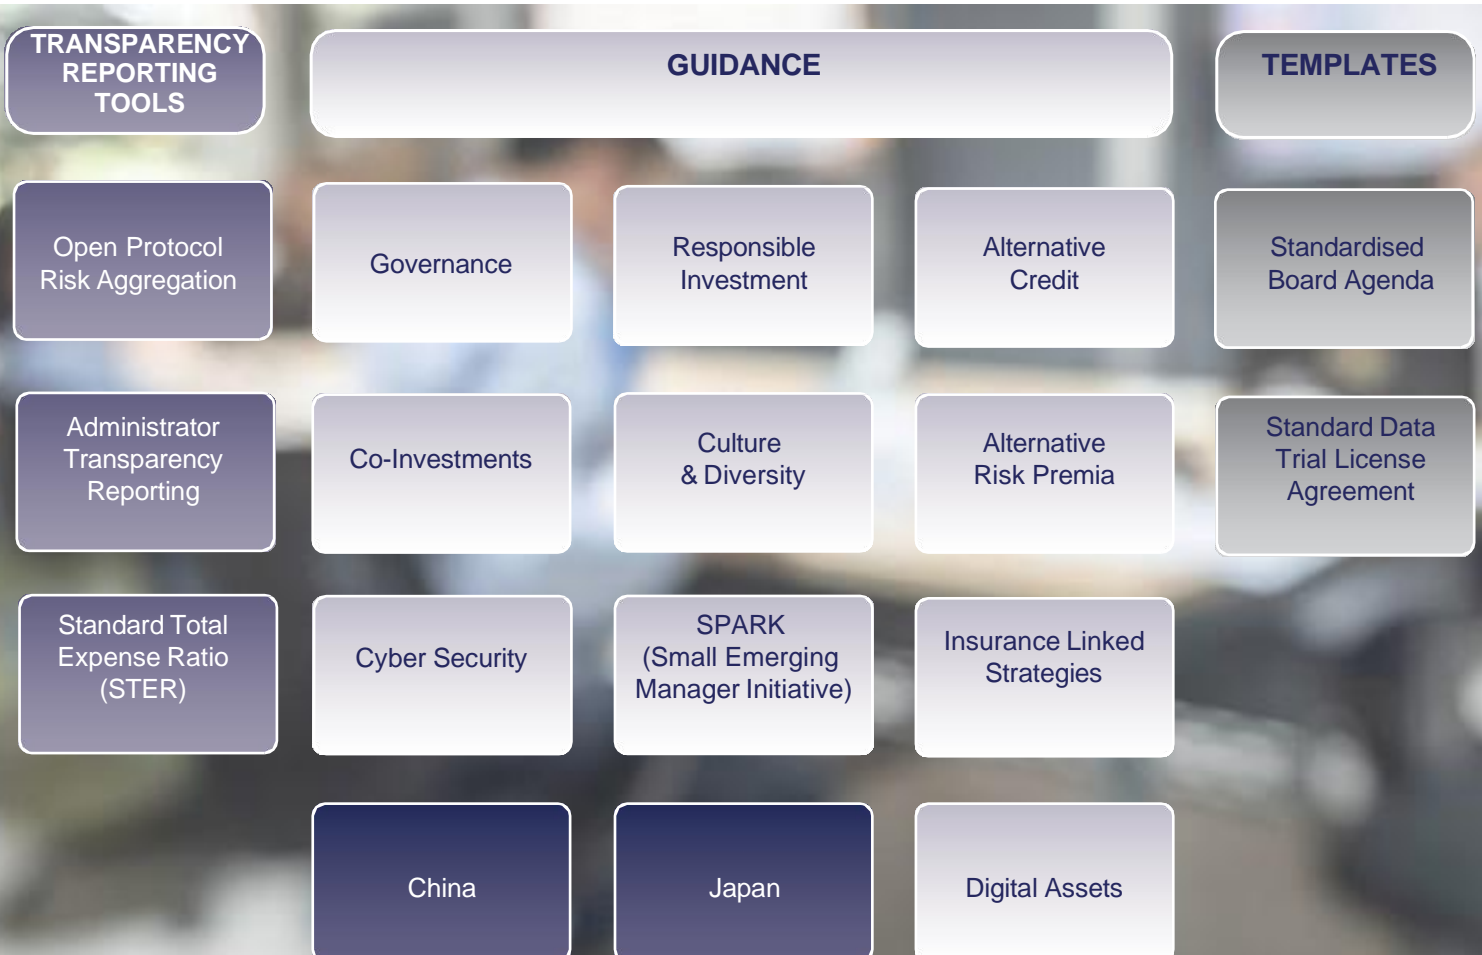 TRANSPARENCY
REPORTING
TOOLS
GUIDANCE
TEMPLATES
Open Protocol
Risk Aggregation
Governance
Responsible
Investment
Alternative
Credit
Standardised
Board Agenda
Administrator
Transparency
Reporting
Co-Investments
Culture
& Diversity
Alternative
Risk Premia
Standard Data
Trial License
Agreement
Standard Total
Expense Ratio
(STER)
Cyber Security
SPARK
(Small Emerging
Manager Initiative)
Insurance Linked
Strategies
China
Japan
Digital Assets